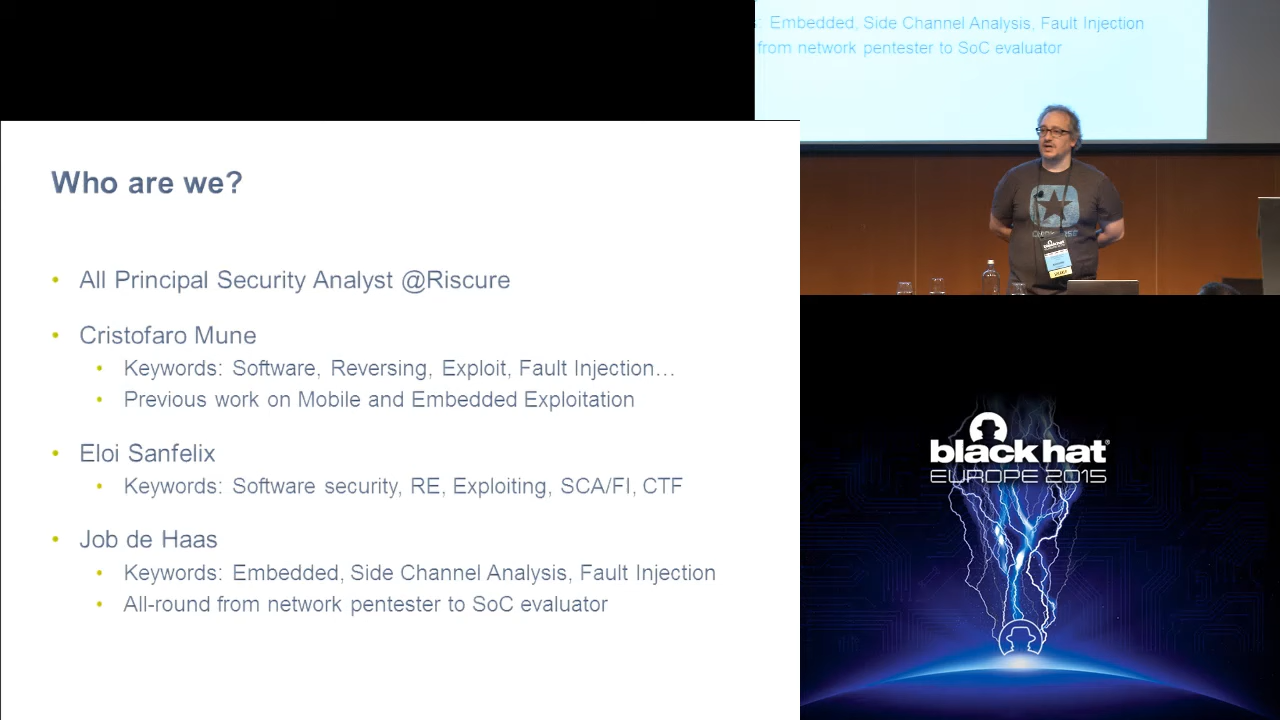 : Embedded, Side Channel Analysis, Fault Injection
from network pentester to SoC evaluator
Who are we?
• All Principal Security Analyst @Riscure
• Cristofaro Mune
• Keywords: Software, Reversing, Exploit, Fault Injection…
• Previous work on Mobile and Embedded Exploitation
• Eloi Sanfelix
• Keywords: Software security, RE, Exploiting, SCA/FI, CTF
• Job de Haas
• Keywords: Embedded, Side Channel Analysis, Fault Injection
• All-round from network pentester to SoC evaluator
black hat®
EUROPE 2015